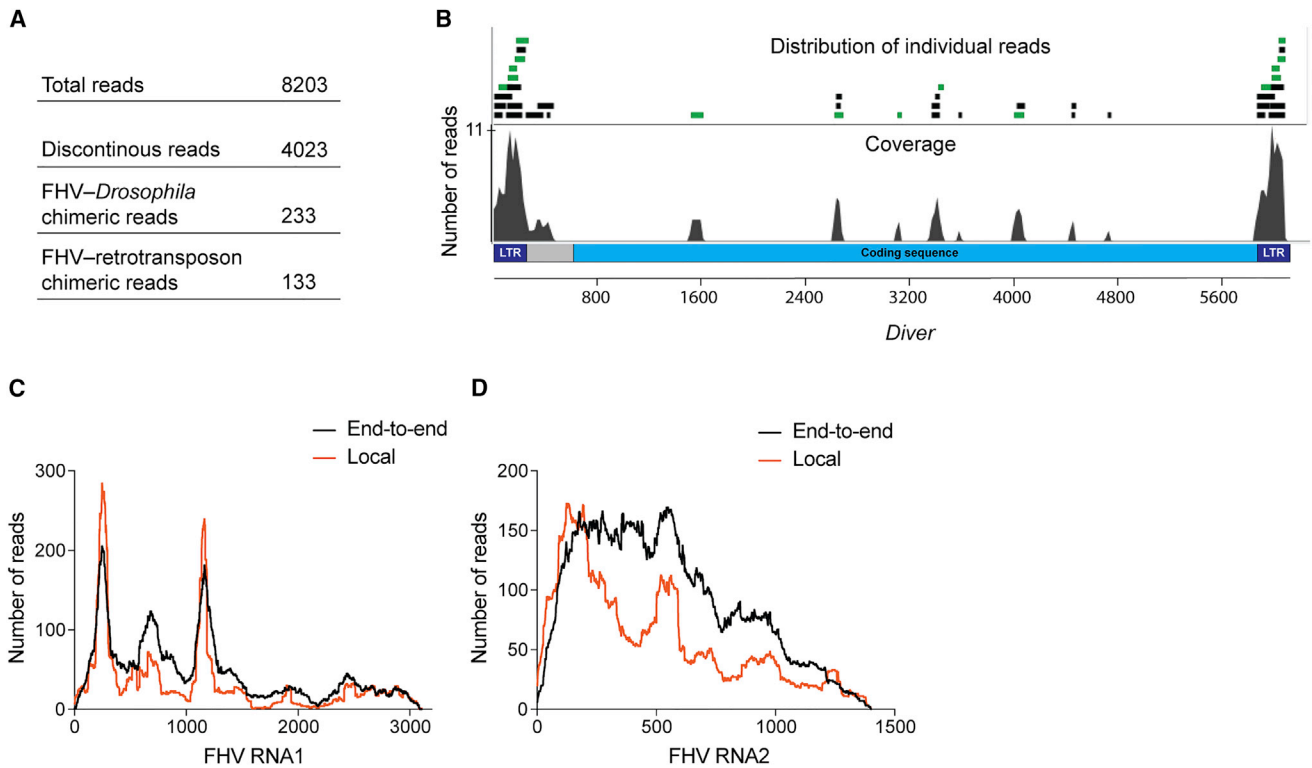 A
Total reads 8203
Discontinous reads 4023
FHV–Drosophila
chimeric reads 233
FHV–retrotransposon
chimeric reads 133
B
Distribution of individual reads
Number of reads
11
Coverage
LTR
Coding sequence
LTR
800 1600 2400 3200 4000 4800 5600
Diver
C
End-to-end
Local
Number of reads
300
200
100
0
0 1000 2000 3000
FHV RNA1
D
End-to-end
Local
Number of reads
200
150
100
50
0
0 500 1000 1500
FHV RNA2